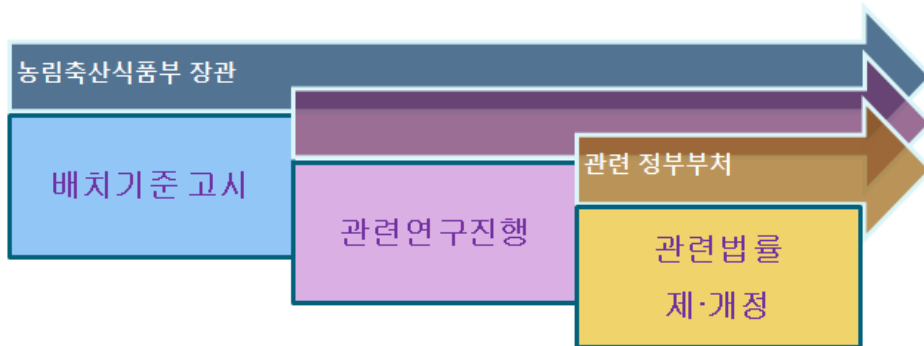 농림축산식품부 장관
배치기준 고시
관련연구진행
관련 정부부처
관련법률
제·개정